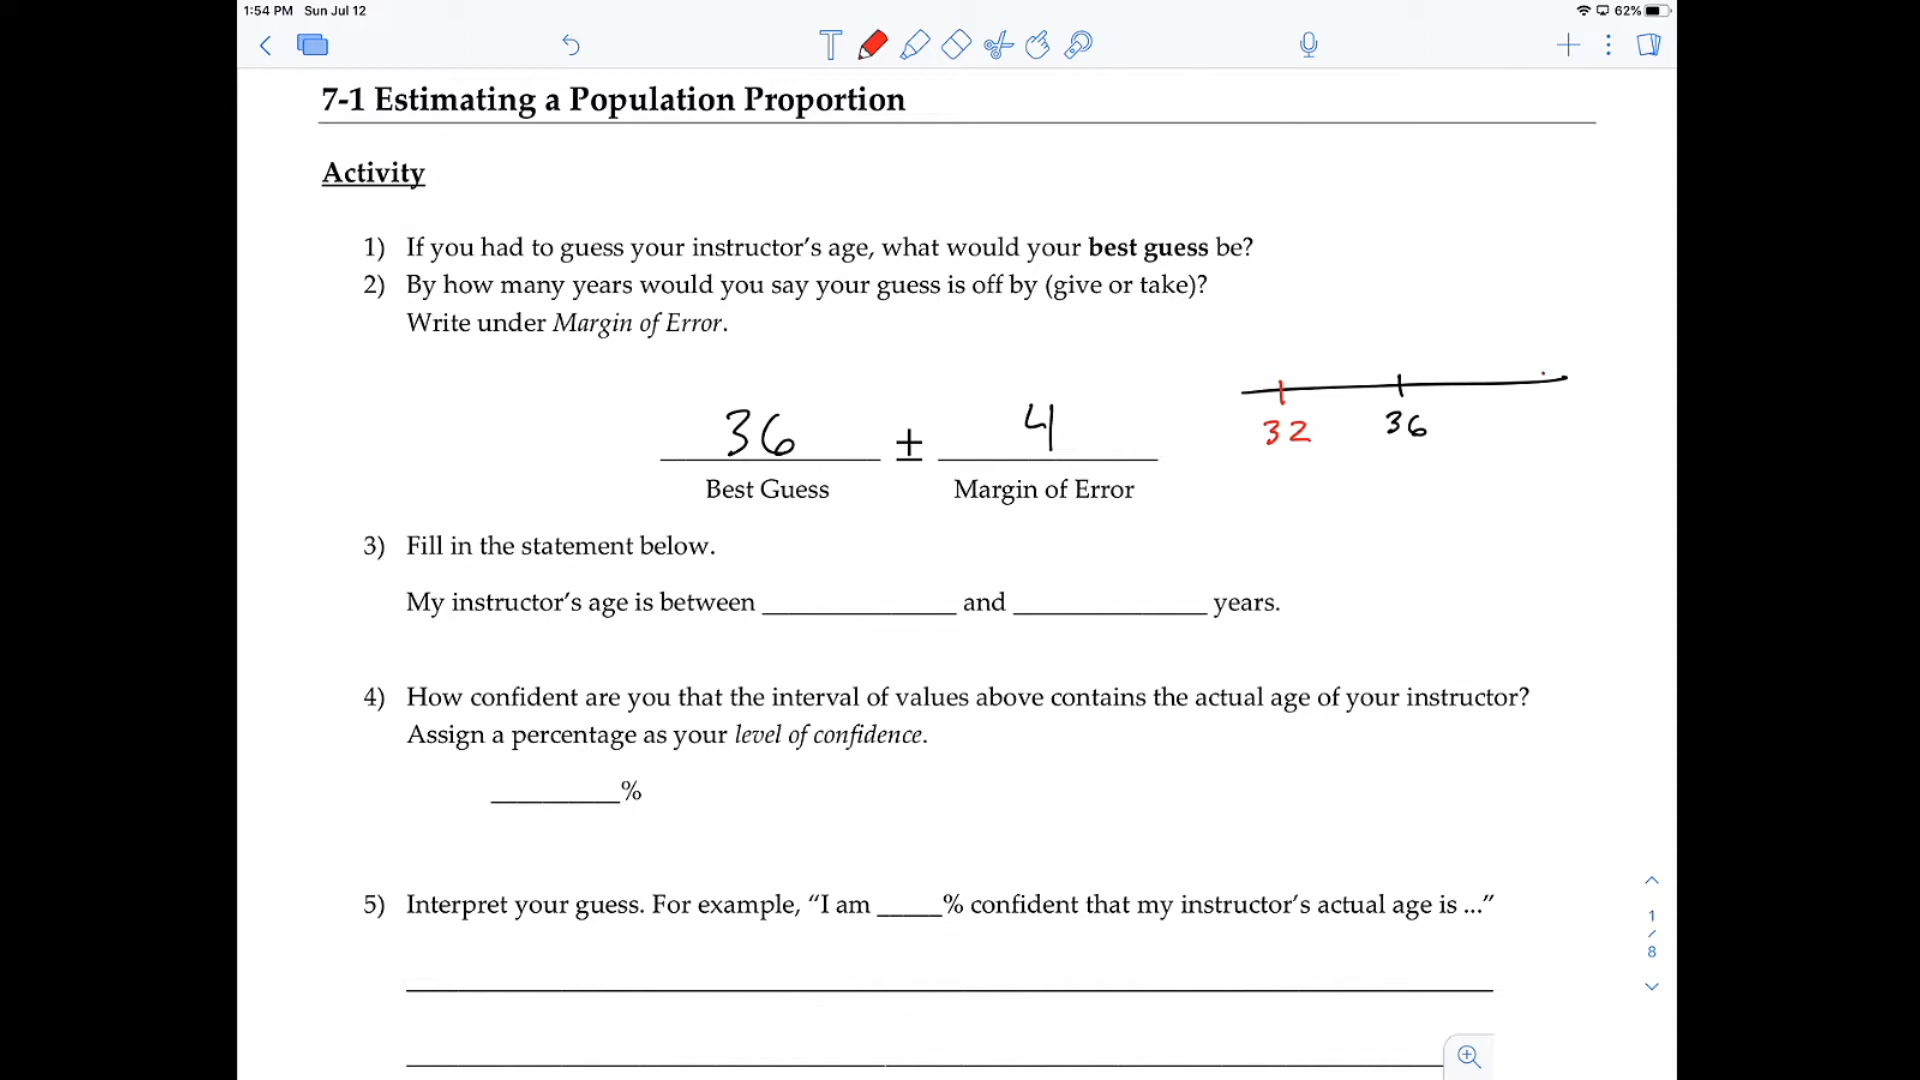 1:54 PM Sun Jul 12 62%
T
7-1 Estimating a Population Proportion
Activity
1) If you had to guess your instructor's age, what would your best guess be?
2) By how many years would you say your guess is off by (give or take)?
Write under Margin of Error.
36 ± 4
Best Guess Margin of Error
32 36
3) Fill in the statement below.
My instructor's age is between _______________ and _______________ years.
4) How confident are you that the interval of values above contains the actual age of your instructor?
Assign a percentage as your level of confidence.
__________%
5) Interpret your guess. For example, “I am _____% confident that my instructor's actual age is ...”
1
/
8